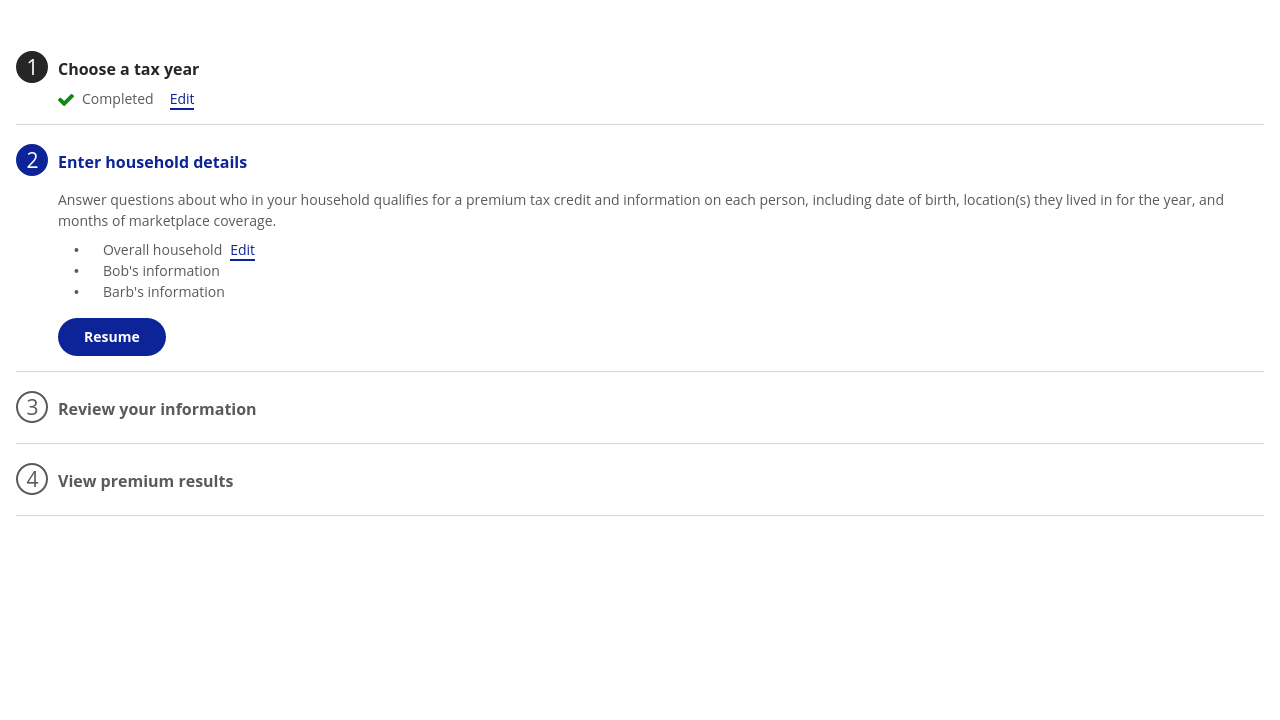 1 Choose a tax year
Completed Edit
2 Enter household details
Answer questions about who in your household qualifies for a premium tax credit and information on each person, including date of birth, location(s) they lived in for the year, and
months of marketplace coverage.
• Overall household Edit
• Bob's information
• Barb's information
Resume
3 Review your information
4 View premium results